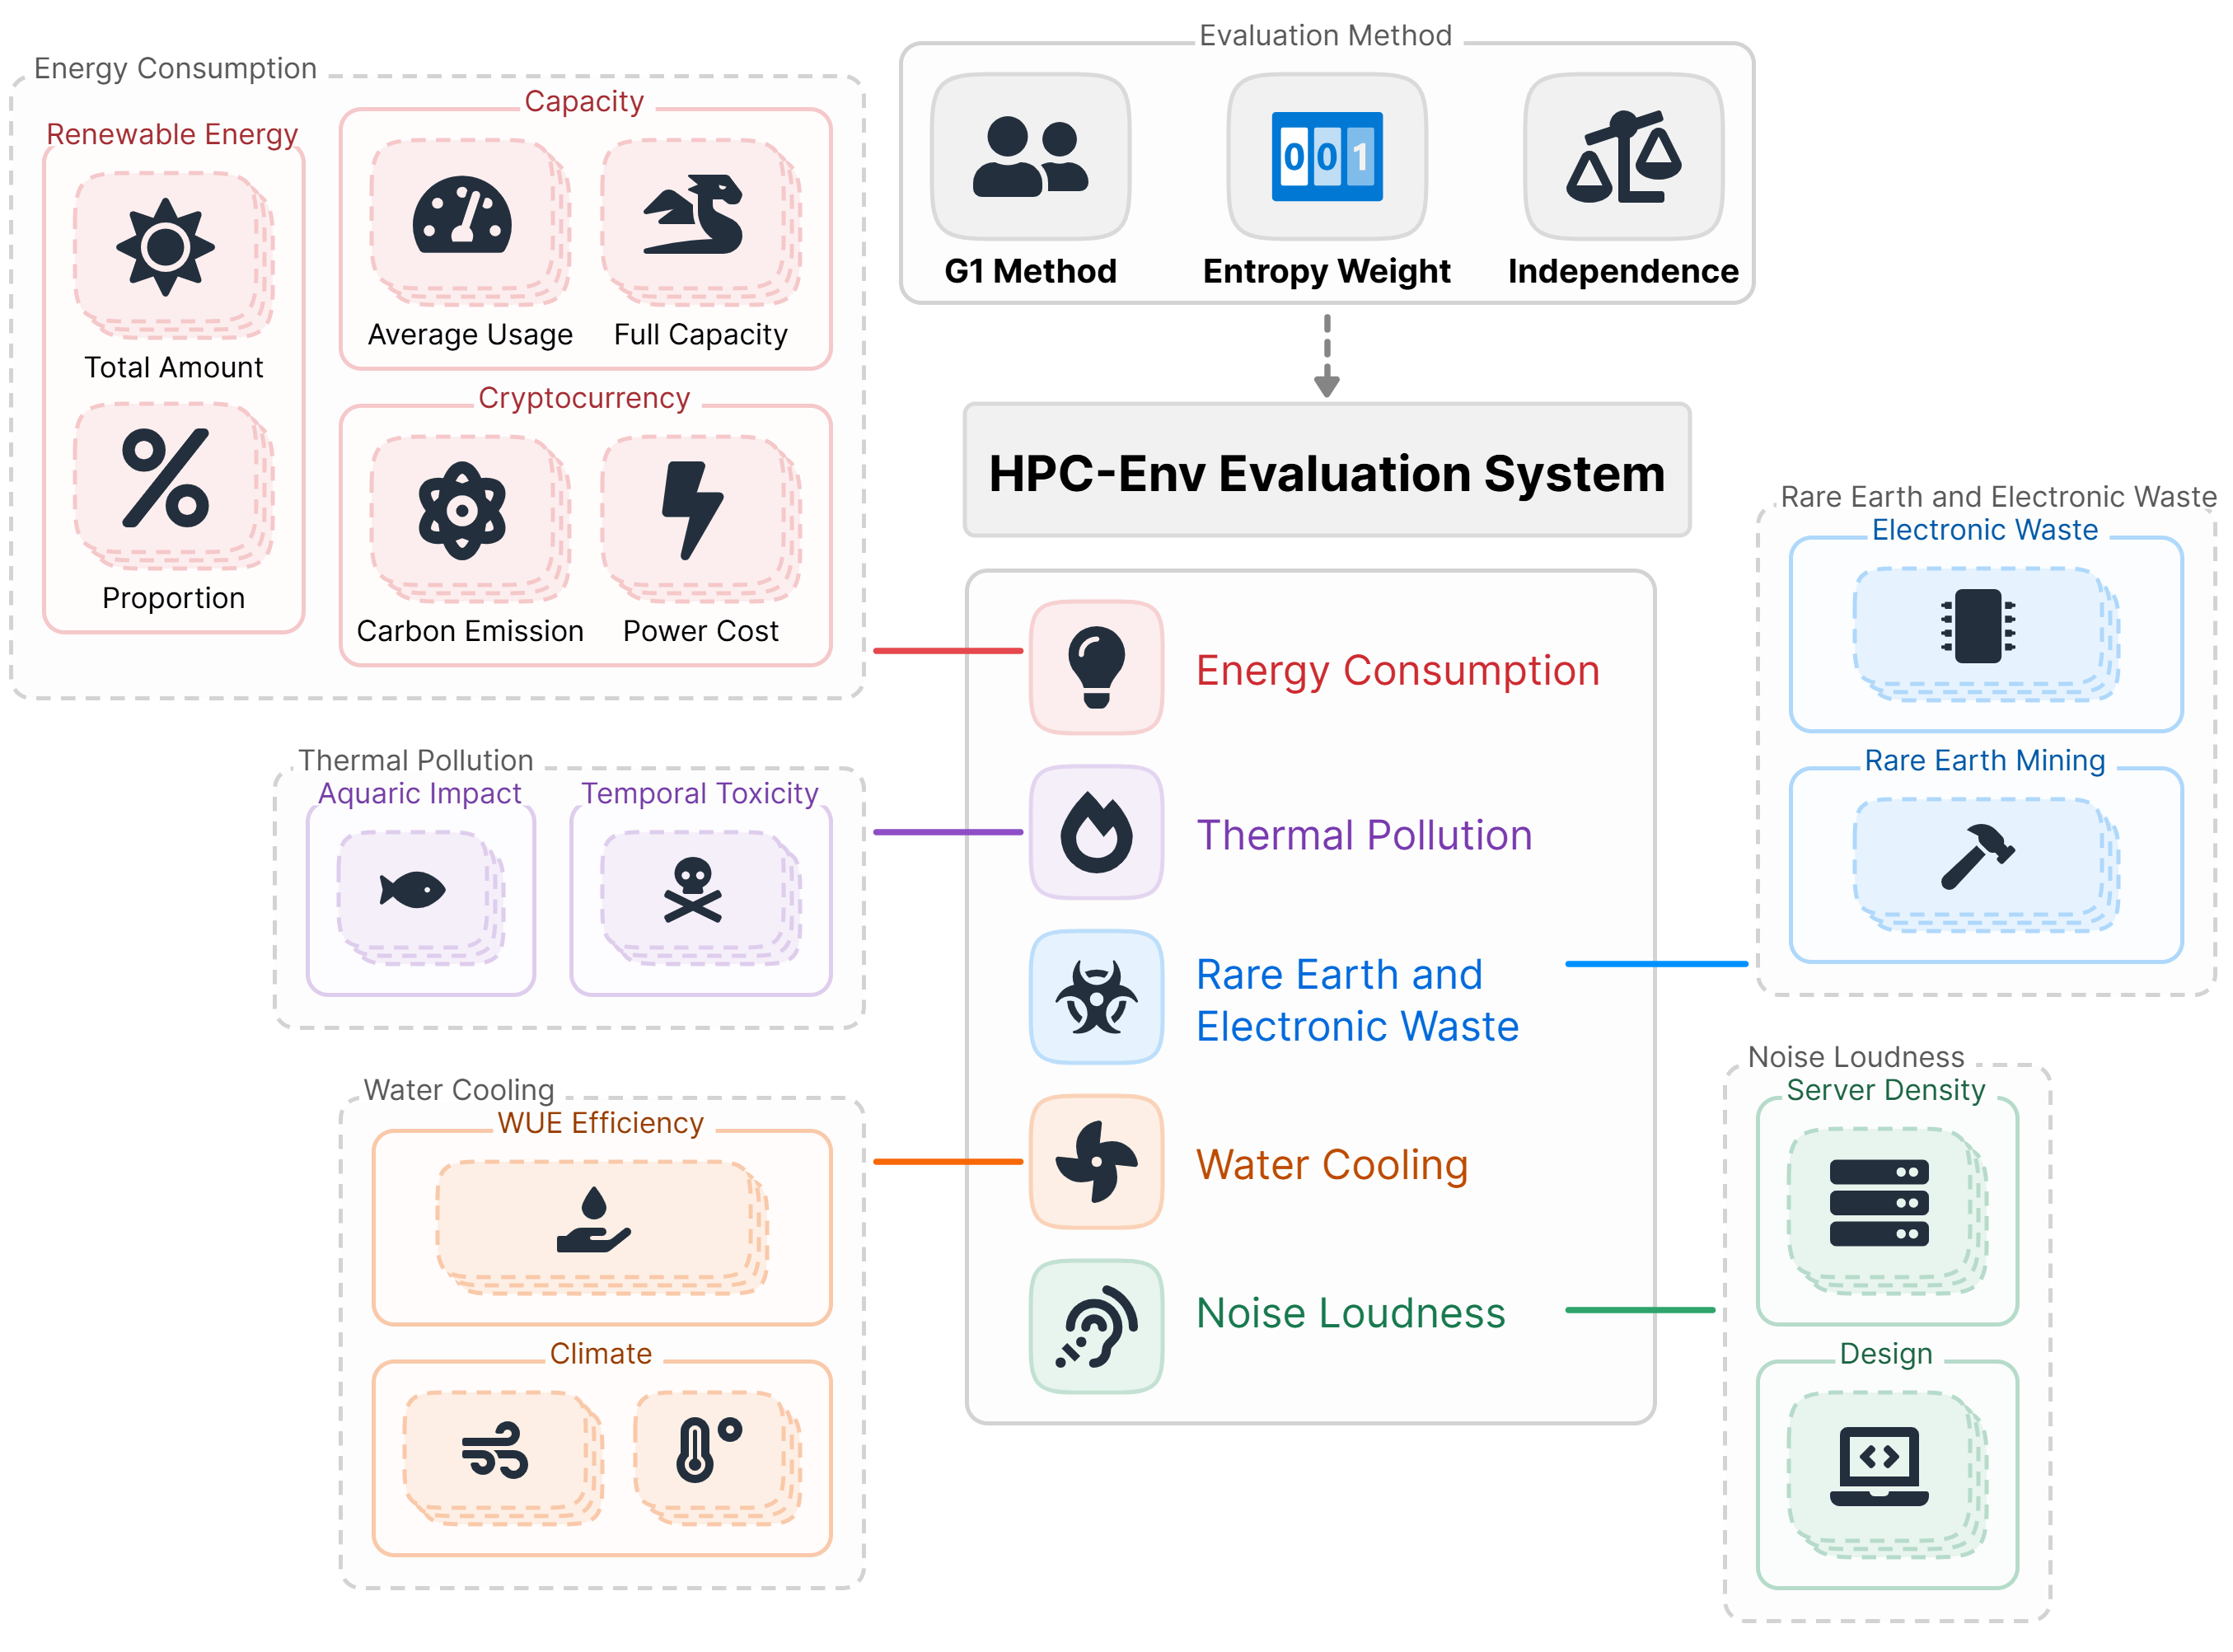 Energy Consumption
Renewable Energy
Total Amount
Proportion
Capacity
Average Usage
Full Capacity
Cryptocurrency
Carbon Emission
Power Cost
Evaluation Method
001
G1 Method
Entropy Weight
Independence
HPC-Env Evaluation System
Energy Consumption
Thermal Pollution
Rare Earth and
Electronic Waste
Water Cooling
Noise Loudness
Thermal Pollution
Aquaric Impact
Temporal Toxicity
Water Cooling
WUE Efficiency
Climate
Rare Earth and Electronic Waste
Electronic Waste
Rare Earth Mining
Noise Loudness
Server Density
Design